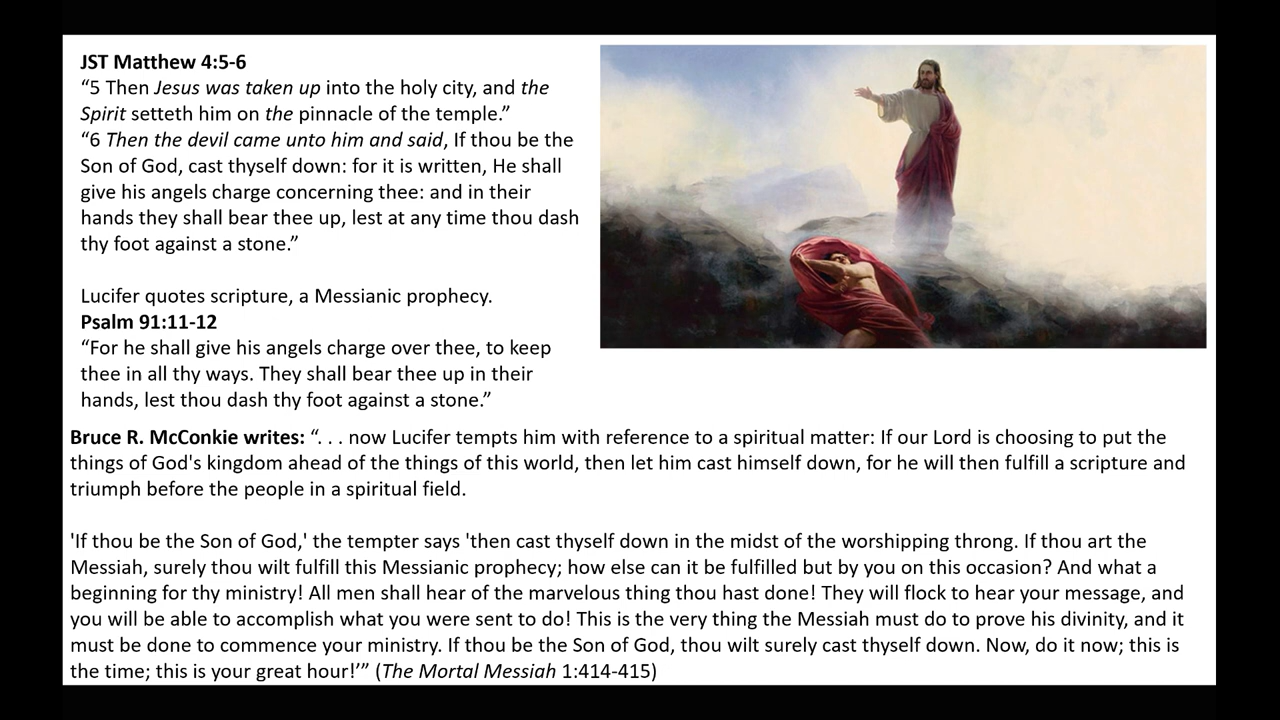 JST Matthew 4:5-6
“5 Then Jesus was taken up into the holy city, and the
Spirit setteth him on the pinnacle of the temple.”
“6 Then the devil came unto him and said, If thou be the
Son of God, cast thyself down: for it is written, He shall
give his angels charge concerning thee: and in their
hands they shall bear thee up, lest at any time thou dash
thy foot against a stone.”
Lucifer quotes scripture, a Messianic prophecy.
Psalm 91:11-12
“For he shall give his angels charge over thee, to keep
thee in all thy ways. They shall bear thee up in their
hands, lest thou dash thy foot against a stone.”
Bruce R. McConkie writes: “. . . now Lucifer tempts him with reference to a spiritual matter: If our Lord is choosing to put the
things of God's kingdom ahead of the things of this world, then let him cast himself down, for he will then fulfill a scripture and
triumph before the people in a spiritual field.
'If thou be the Son of God,' the tempter says 'then cast thyself down in the midst of the worshipping throng. If thou art the
Messiah, surely thou wilt fulfill this Messianic prophecy; how else can it be fulfilled but by you on this occasion? And what a
beginning for thy ministry! All men shall hear of the marvelous thing thou hast done! They will flock to hear your message, and
you will be able to accomplish what you were sent to do! This is the very thing the Messiah must do to prove his divinity, and it
must be done to commence your ministry. If thou be the Son of God, thou wilt surely cast thyself down. Now, do it now; this is
the time; this is your great hour!’” (The Mortal Messiah 1:414-415)